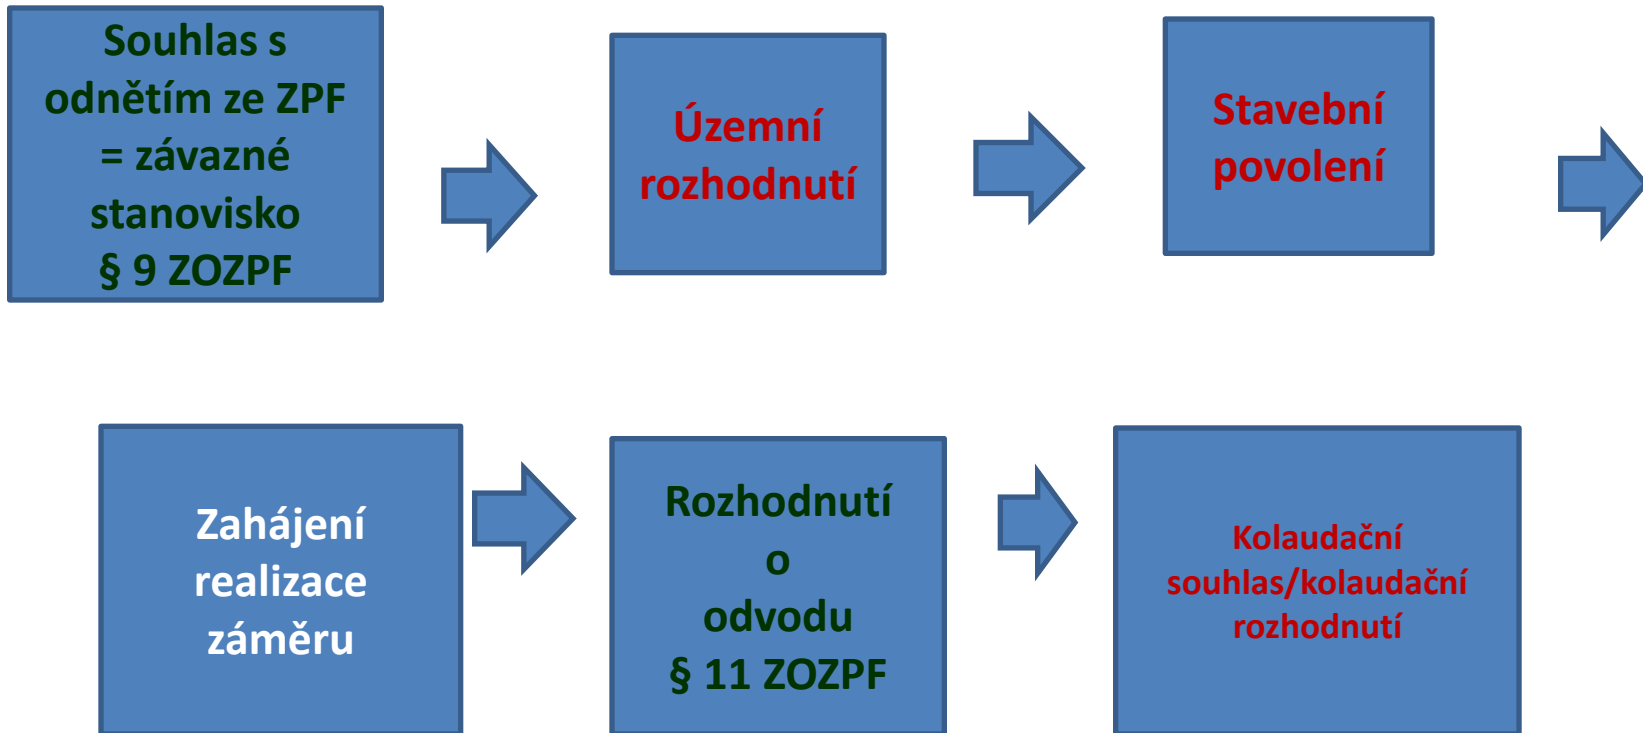 Souhlas s
odnětím ze ZPF
= závazné
stanovisko
§ 9 ZOZPF
Územní
rozhodnutí
Stavební
povolení
Zahájení
realizace
záměru
Rozhodnutí
o
odvodu
§ 11 ZOZPF
Kolaudační
souhlas/kolaudační
rozhodnutí